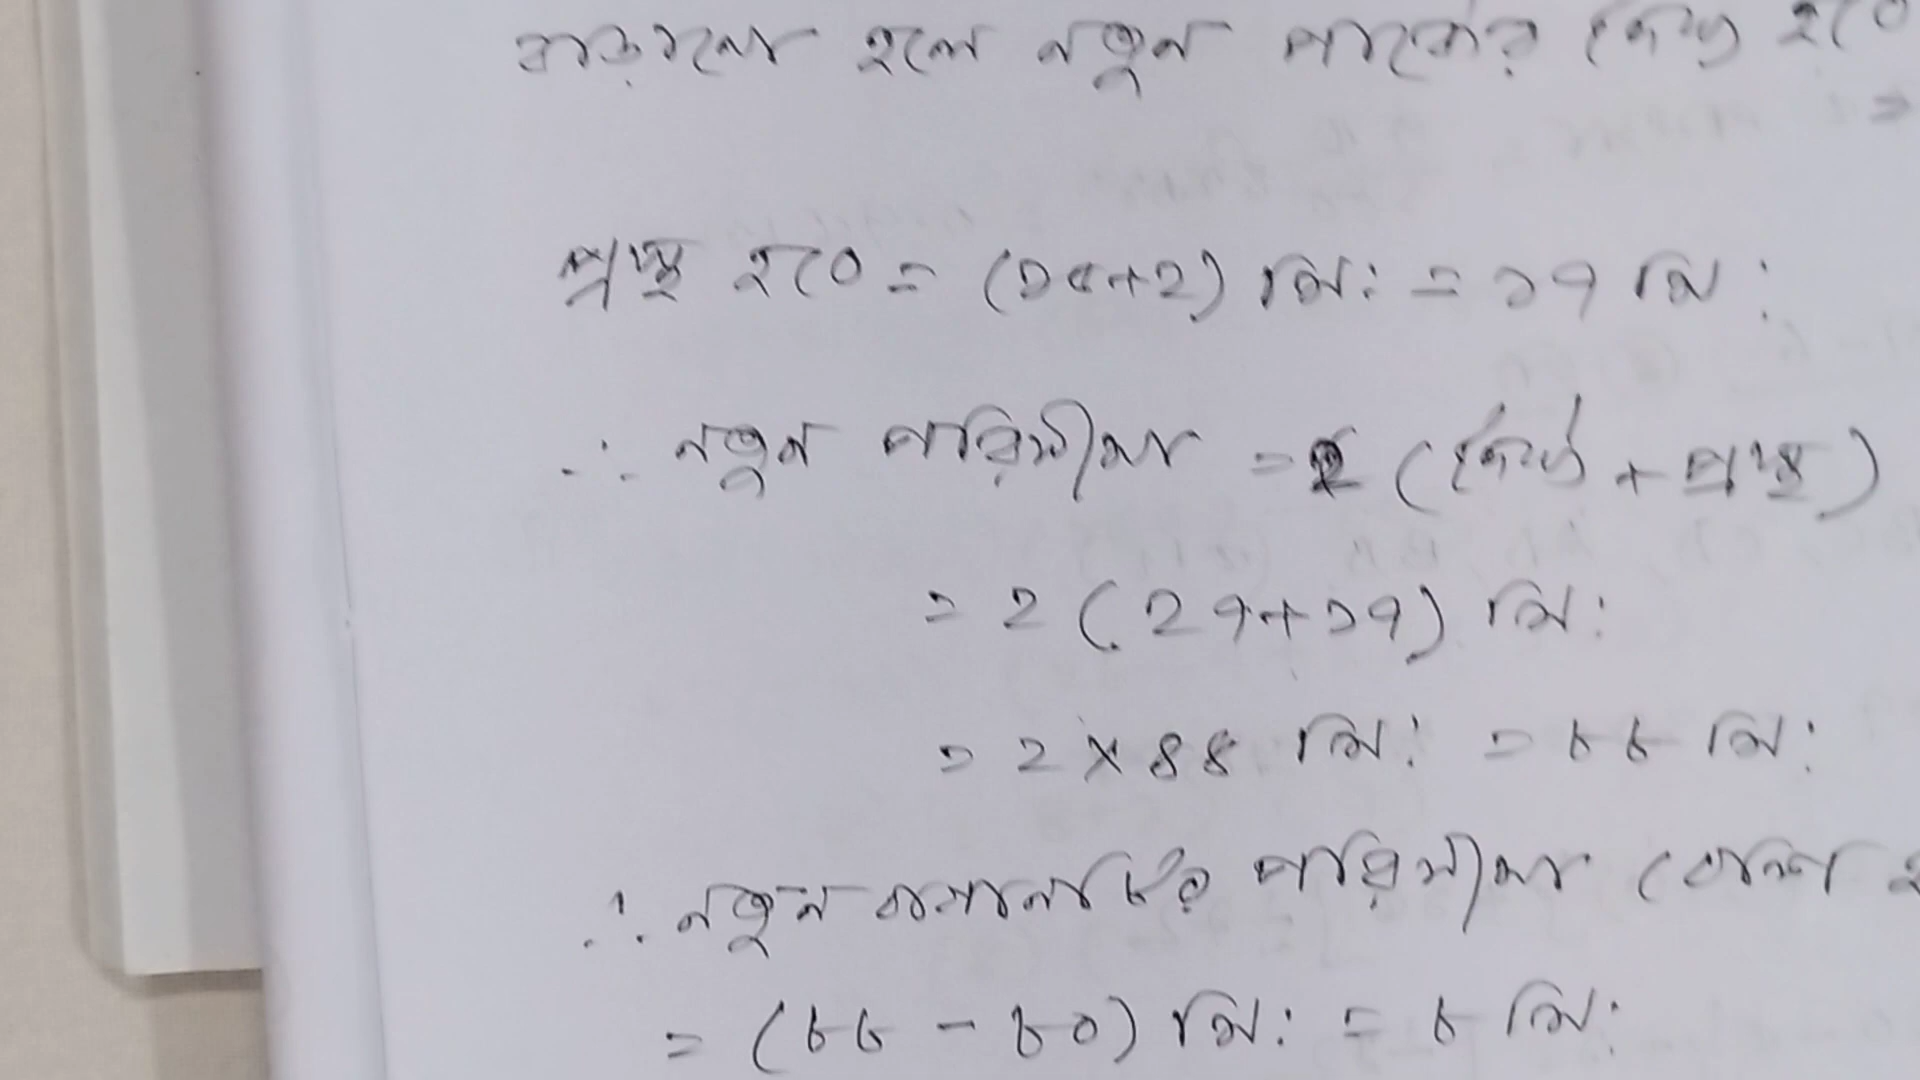 বাড়ানো হলে নতুন পার্কের দৈর্ঘ্য হবে
=
প্রস্থ হবে = (১৫+২) মি: = ১৭ মি:
∴ নতুন পরিসীমা = ২ (দৈর্ঘ্য + প্রস্থ)
= ২ (২৭+১৭) মি:
= ২ × ৪৪ মি: = ৮৮ মি:
∴ নতুন বাগানটির পরিসীমা বেশি
= (৮৮ - ৮০) মি: = ৮ মি: